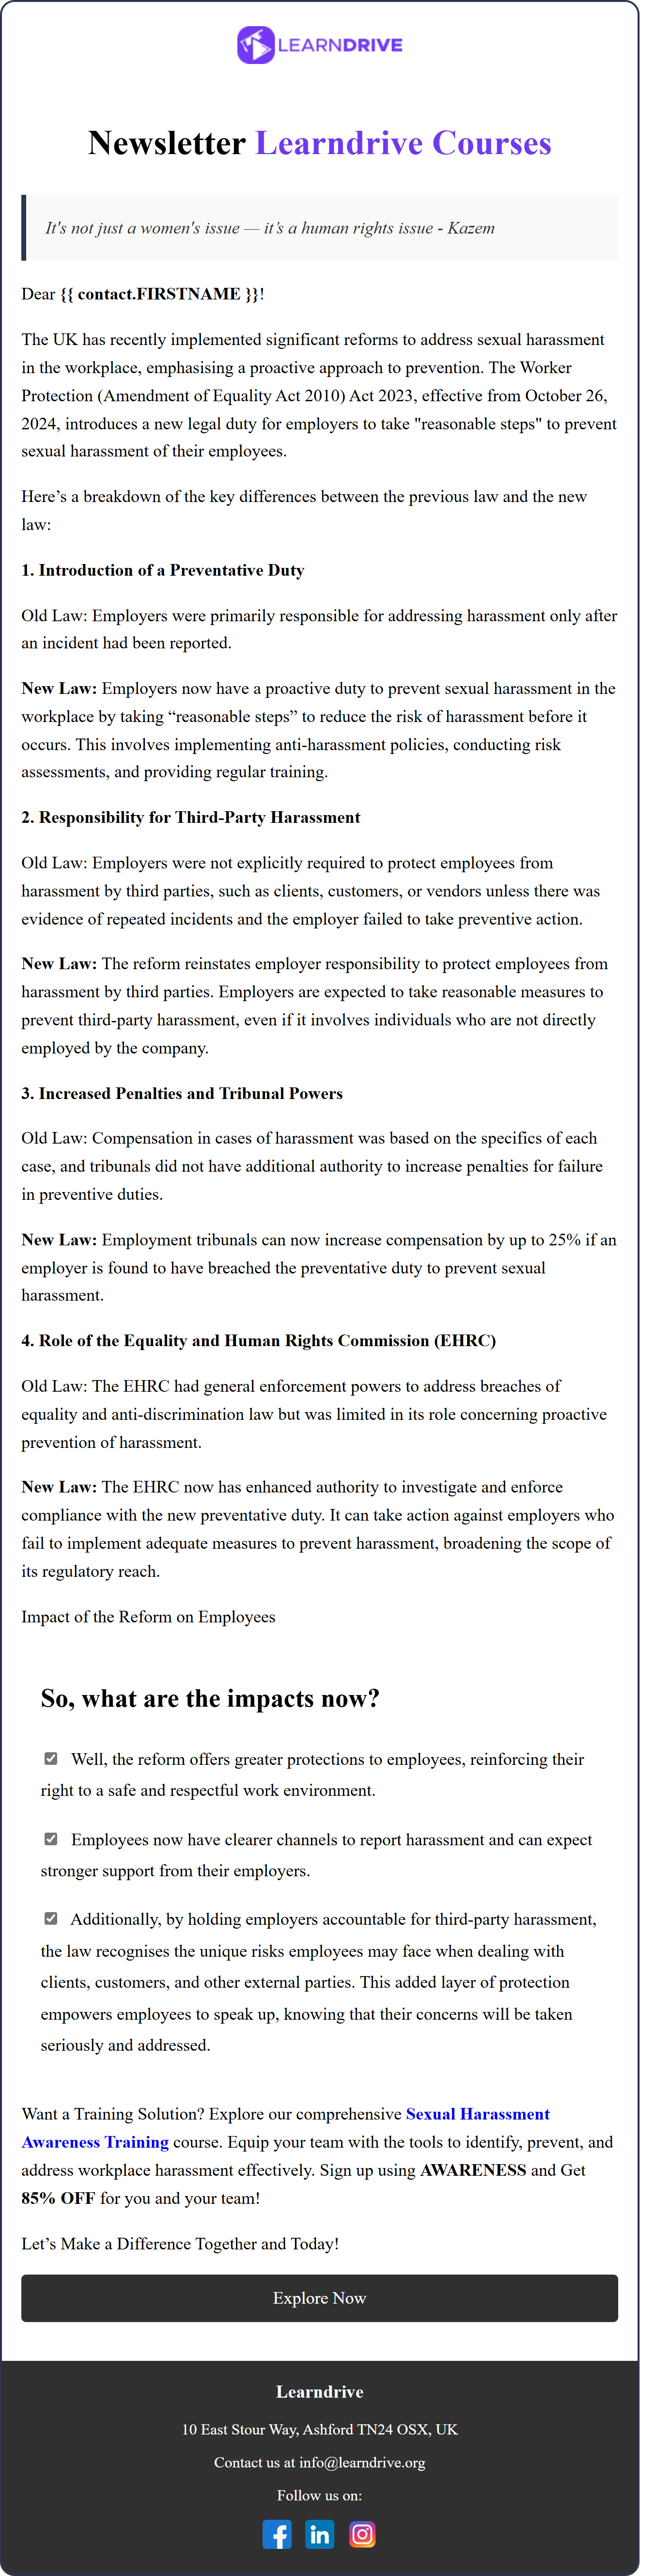 LEARNDRIVE
Newsletter Learndrive Courses
It's not just a women's issue — it’s a human rights issue - Kazem
Dear {{ contact.FIRSTNAME }}!
The UK has recently implemented significant reforms to address sexual harassment
in the workplace, emphasising a proactive approach to prevention. The Worker
Protection (Amendment of Equality Act 2010) Act 2023, effective from October 26,
2024, introduces a new legal duty for employers to take "reasonable steps" to prevent
sexual harassment of their employees.
Here’s a breakdown of the key differences between the previous law and the new
law:
1. Introduction of a Preventative Duty
Old Law: Employers were primarily responsible for addressing harassment only after
an incident had been reported.
New Law: Employers now have a proactive duty to prevent sexual harassment in the
workplace by taking “reasonable steps” to reduce the risk of harassment before it
occurs. This involves implementing anti-harassment policies, conducting risk
assessments, and providing regular training.
2. Responsibility for Third-Party Harassment
Old Law: Employers were not explicitly required to protect employees from
harassment by third parties, such as clients, customers, or vendors unless there was
evidence of repeated incidents and the employer failed to take preventive action.
New Law: The reform reinstates employer responsibility to protect employees from
harassment by third parties. Employers are expected to take reasonable measures to
prevent third-party harassment, even if it involves individuals who are not directly
employed by the company.
3. Increased Penalties and Tribunal Powers
Old Law: Compensation in cases of harassment was based on the specifics of each
case, and tribunals did not have additional authority to increase penalties for failure
in preventive duties.
New Law: Employment tribunals can now increase compensation by up to 25% if an
employer is found to have breached the preventative duty to prevent sexual
harassment.
4. Role of the Equality and Human Rights Commission (EHRC)
Old Law: The EHRC had general enforcement powers to address breaches of
equality and anti-discrimination law but was limited in its role concerning proactive
prevention of harassment.
New Law: The EHRC now has enhanced authority to investigate and enforce
compliance with the new preventative duty. It can take action against employers who
fail to implement adequate measures to prevent harassment, broadening the scope of
its regulatory reach.
Impact of the Reform on Employees
So, what are the impacts now?
Well, the reform offers greater protections to employees, reinforcing their
right to a safe and respectful work environment.
Employees now have clearer channels to report harassment and can expect
stronger support from their employers.
Additionally, by holding employers accountable for third-party harassment,
the law recognises the unique risks employees may face when dealing with
clients, customers, and other external parties. This added layer of protection
empowers employees to speak up, knowing that their concerns will be taken
seriously and addressed.
Want a Training Solution? Explore our comprehensive Sexual Harassment
Awareness Training course. Equip your team with the tools to identify, prevent, and
address workplace harassment effectively. Sign up using AWARENESS and Get
85% OFF for you and your team!
Let’s Make a Difference Together and Today!
Explore Now
Learndrive
10 East Stour Way, Ashford TN24 OSX, UK
Contact us at info@learndrive.org
Follow us on:
in